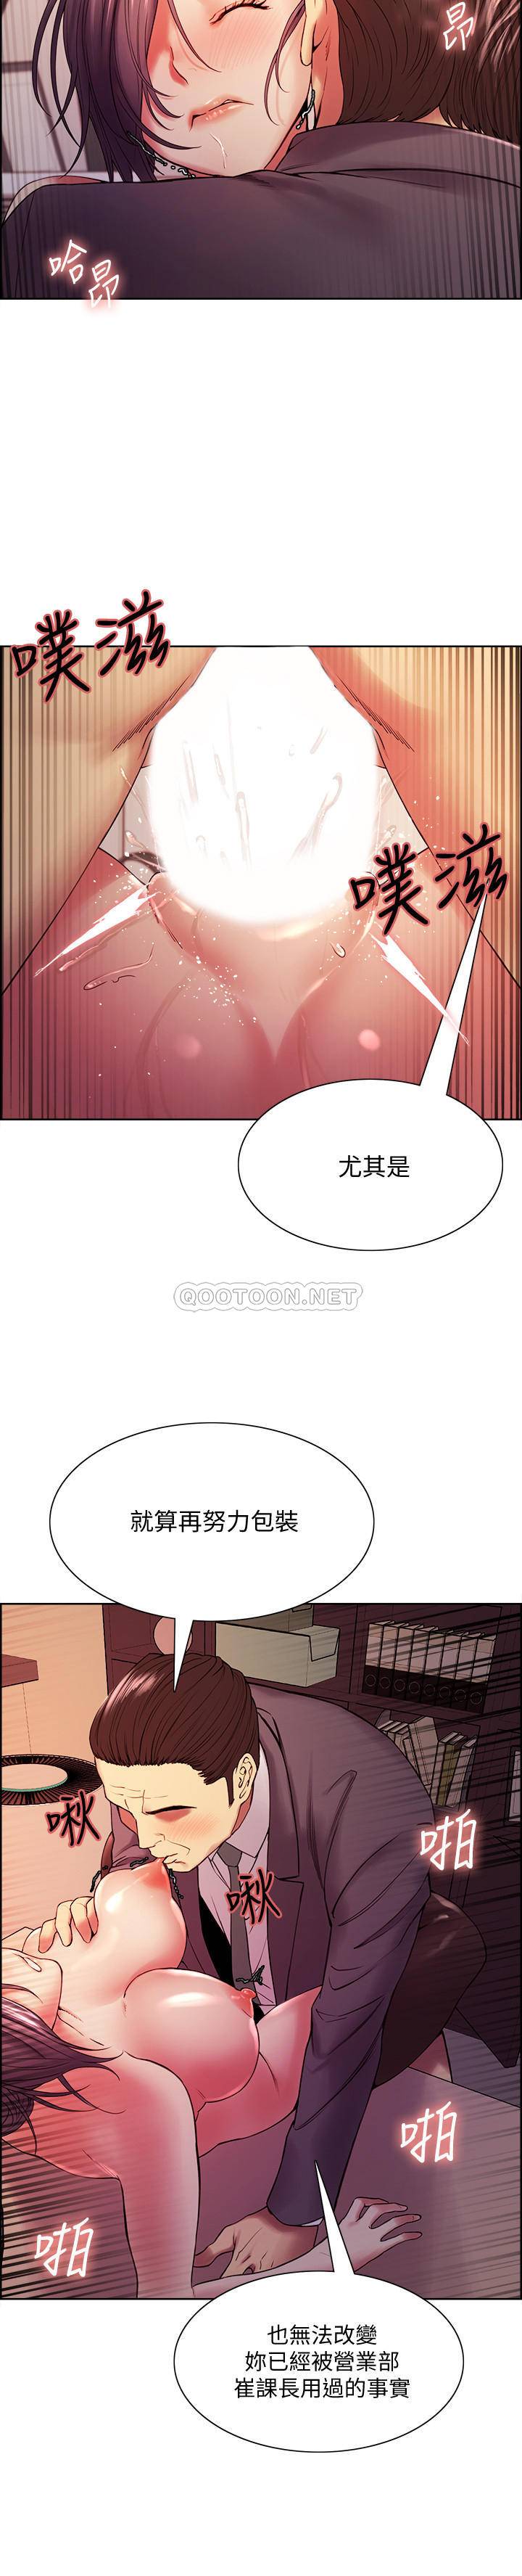 昂
哈昂
噗滋
噗滋
尤其是
QOOTOON.NET
就算再努力包裝
啾
啾
啪
啪
啪
也無法改變
妳已經被營業部
崔課長用過的事實